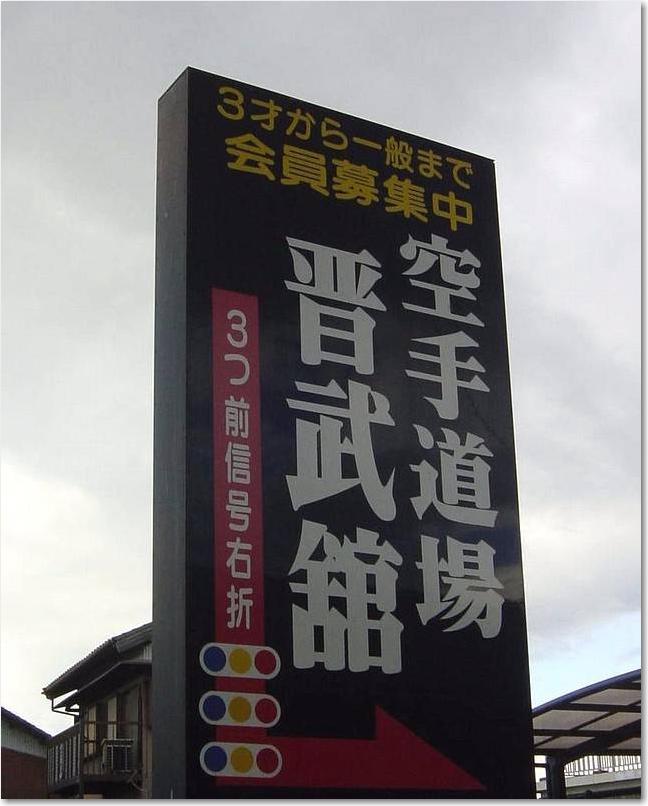 3才から一般まで
会員募集中
空手道場
晋武舘
3つ前信号右折